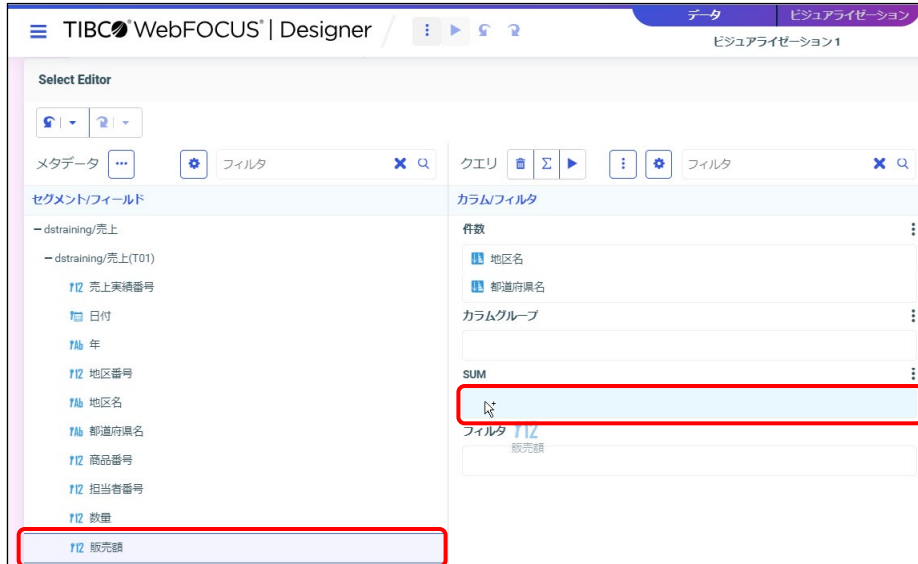 TIBCO WebFOCUS® | Designer
データ
ビジュアライゼーション
ビジュアライゼーション1
Select Editor
メタデータ
フィルタ
クエリ
フィルタ
セグメント/フィールド
カラム/フィルタ
dstraining/売上
dstraining/売上(T01)
売上実績番号
日付
年
地区番号
地区名
都道府県名
商品番号
担当者番号
数量
販売額
件数
地区名
都道府県名
カラムグループ
SUM
フィルタ
販売額